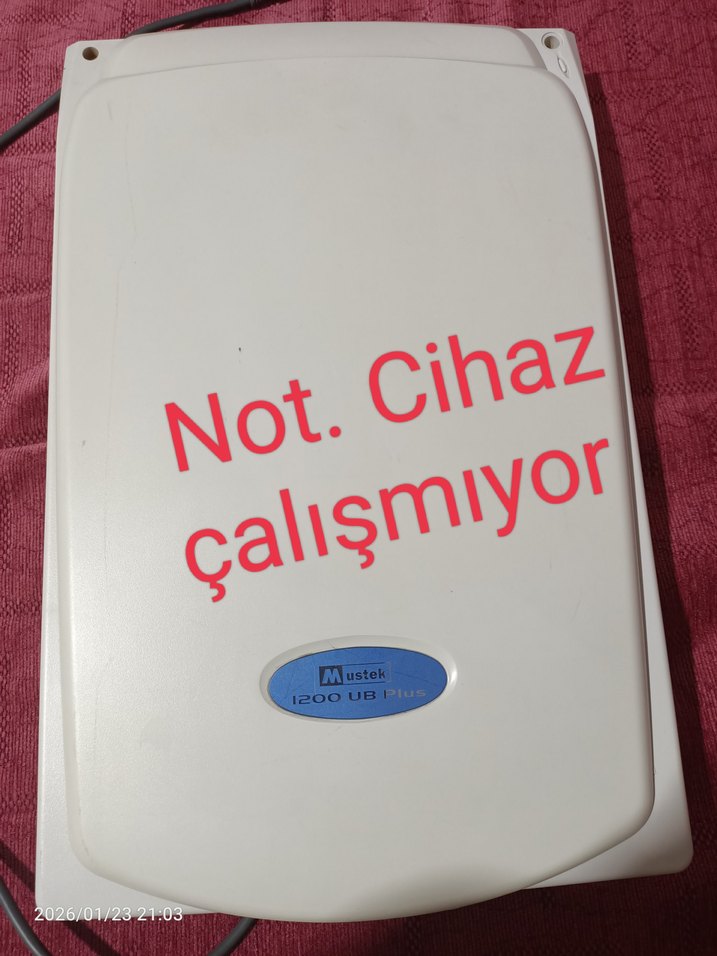 Not. Cihaz
çalışmıyor
Mustek
1200 UB Plus
2026/01/23 21:03